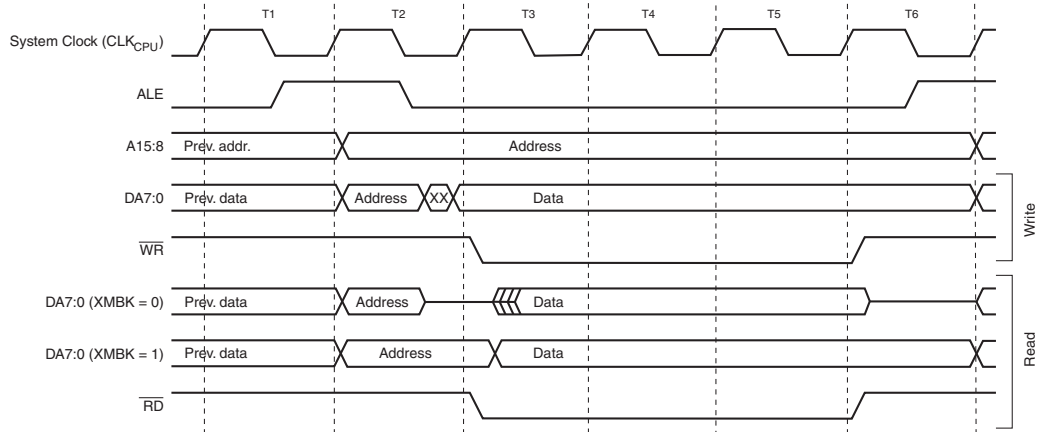 T1 T2 T3 T4 T5 T6
System Clock (CLKCPU)
ALE
A15:8 Prev. addr. Address
DA7:0 Prev. data Address XX Data
WR
Write
DA7:0 (XMBK = 0) Prev. data Address Data
DA7:0 (XMBK = 1) Prev. data Address Data
RD
Read